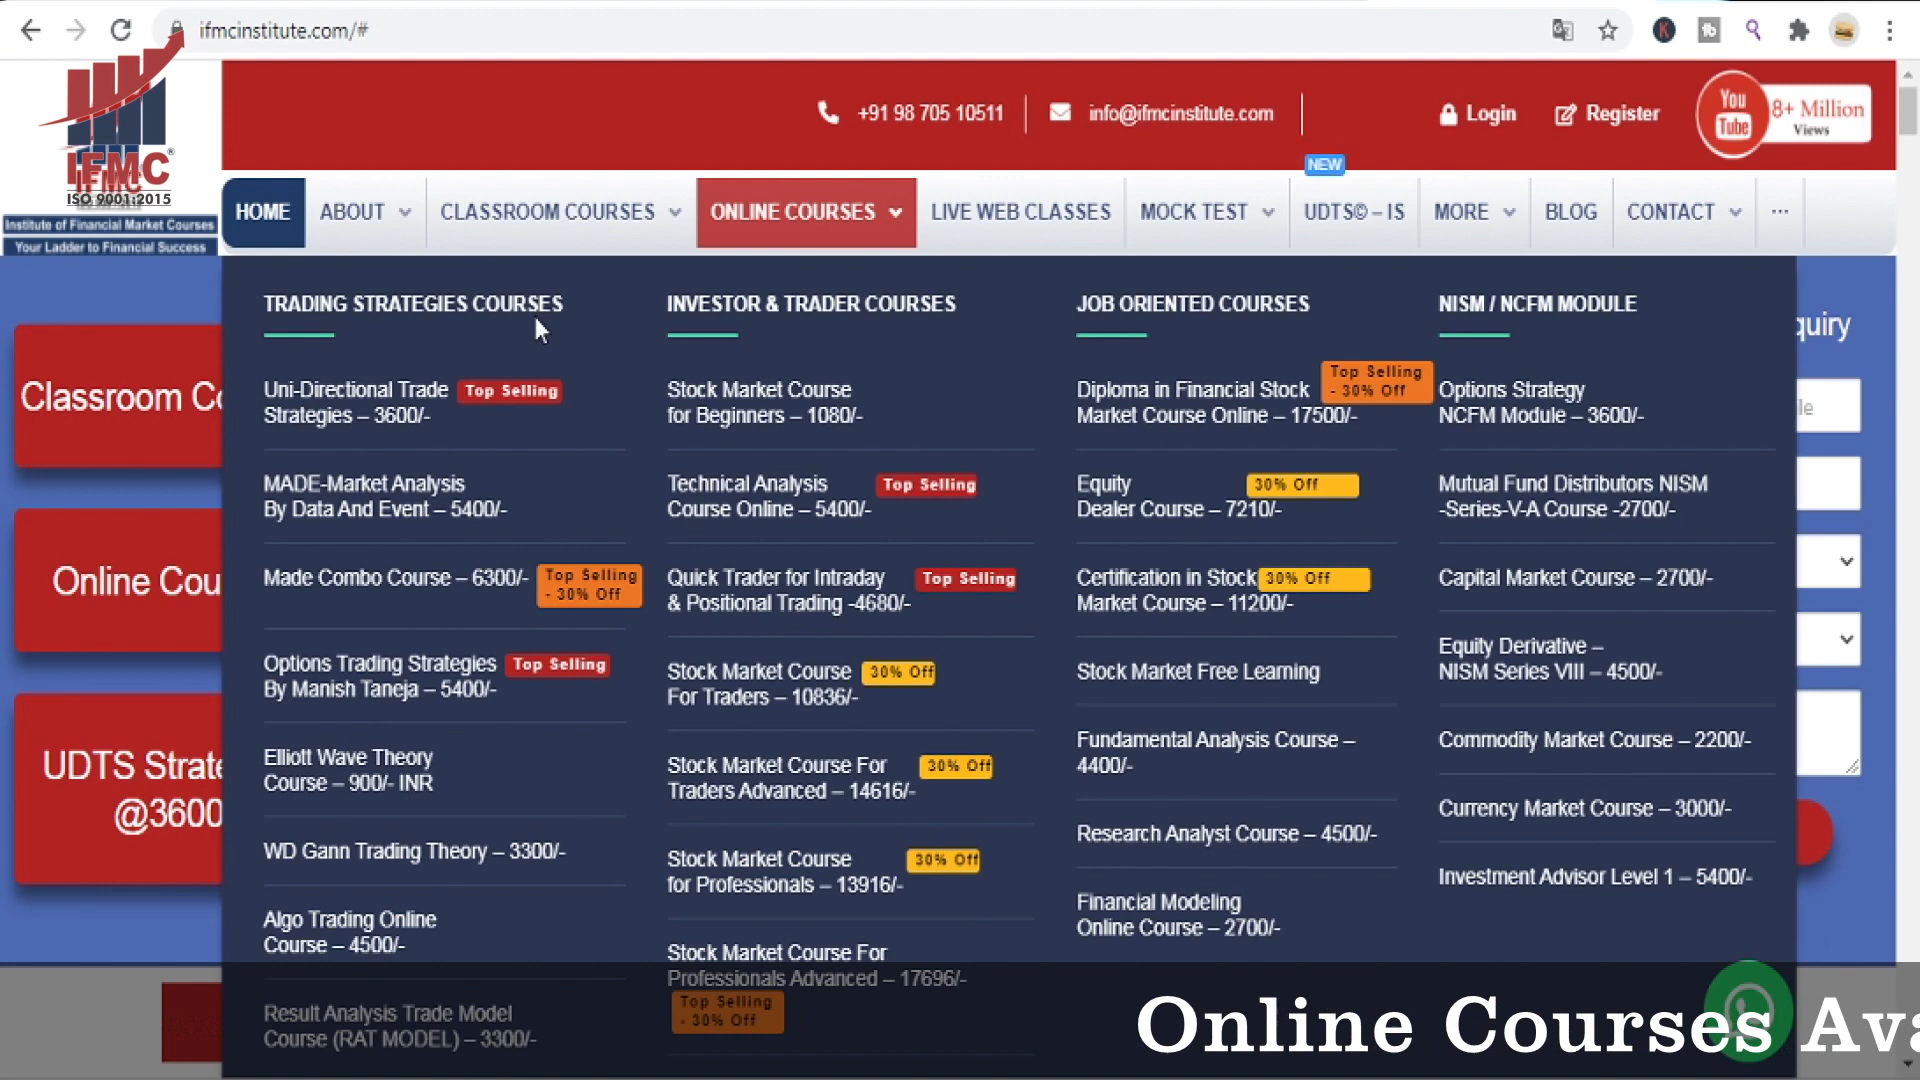 ifmcinstitute.com/#
IFMC®
ISO 9001:2015
Institute of Financial Market Courses
Your Ladder to Financial Success
+91 98 705 10511
info@ifmcinstitute.com
Login
Register
You
Tube
8+ Million
Views
NEW
HOME
ABOUT
CLASSROOM COURSES
ONLINE COURSES
LIVE WEB CLASSES
MOCK TEST
UDTS© – IS
MORE
BLOG
CONTACT
...
Classroom Co
Online Cou
UDTS Strate
@3600
TRADING STRATEGIES COURSES
Uni-Directional Trade
Strategies – 3600/-
Top Selling
MADE-Market Analysis
By Data And Event – 5400/-
Made Combo Course – 6300/-
Top Selling
- 30% Off
Options Trading Strategies
By Manish Taneja – 5400/-
Top Selling
Elliott Wave Theory
Course – 900/- INR
WD Gann Trading Theory – 3300/-
Algo Trading Online
Course – 4500/-
Result Analysis Trade Model
Course (RAT MODEL) – 3300/-
INVESTOR & TRADER COURSES
Stock Market Course
for Beginners – 1080/-
Technical Analysis
Course Online – 5400/-
Top Selling
Quick Trader for Intraday
& Positional Trading -4680/-
Top Selling
Stock Market Course
For Traders – 10836/-
30% Off
Stock Market Course For
Traders Advanced – 14616/-
30% Off
Stock Market Course
for Professionals – 13916/-
30% Off
Stock Market Course For
Professionals Advanced – 17696/-
Top Selling
- 30% Off
JOB ORIENTED COURSES
Diploma in Financial Stock
Market Course Online – 17500/-
Top Selling
- 30% Off
Equity
Dealer Course – 7210/-
30% Off
Certification in Stock
Market Course – 11200/-
30% Off
Stock Market Free Learning
Fundamental Analysis Course –
4400/-
Research Analyst Course – 4500/-
Financial Modeling
Online Course – 2700/-
NISM / NCFM MODULE
Options Strategy
NCFM Module – 3600/-
Mutual Fund Distributors NISM
-Series-V-A Course -2700/-
Capital Market Course – 2700/-
Equity Derivative –
NISM Series VIII – 4500/-
Commodity Market Course – 2200/-
Currency Market Course – 3000/-
Investment Advisor Level 1 – 5400/-
quiry
ile
Online Courses Ava